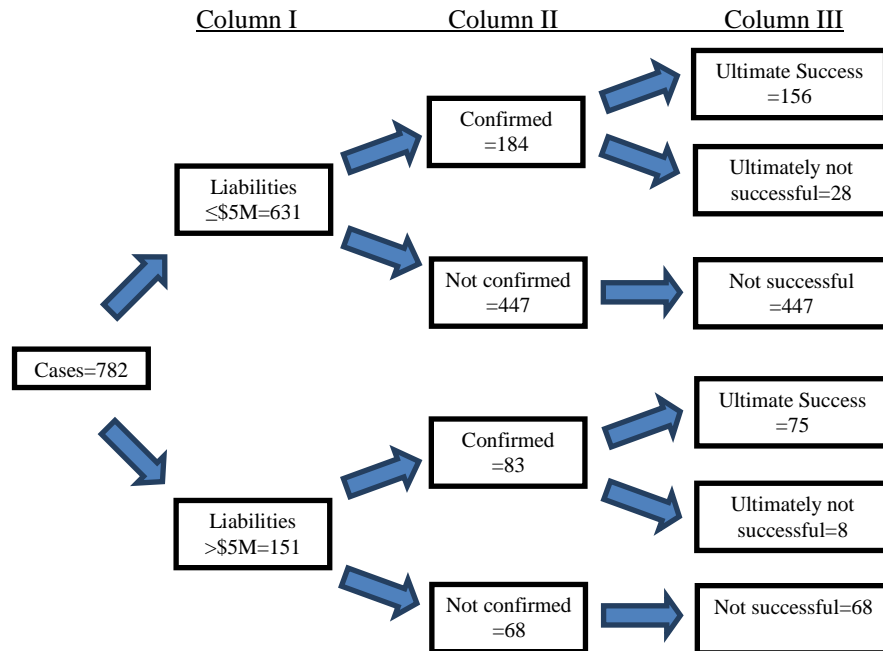 Column I
Column II
Column III
Cases=782
Liabilities
≤$5M=631
Confirmed
=184
Ultimate Success
=156
Ultimately not
successful=28
Not confirmed
=447
Not successful
=447
Liabilities
>$5M=151
Confirmed
=83
Ultimate Success
=75
Ultimately not
successful=8
Not confirmed
=68
Not successful=68